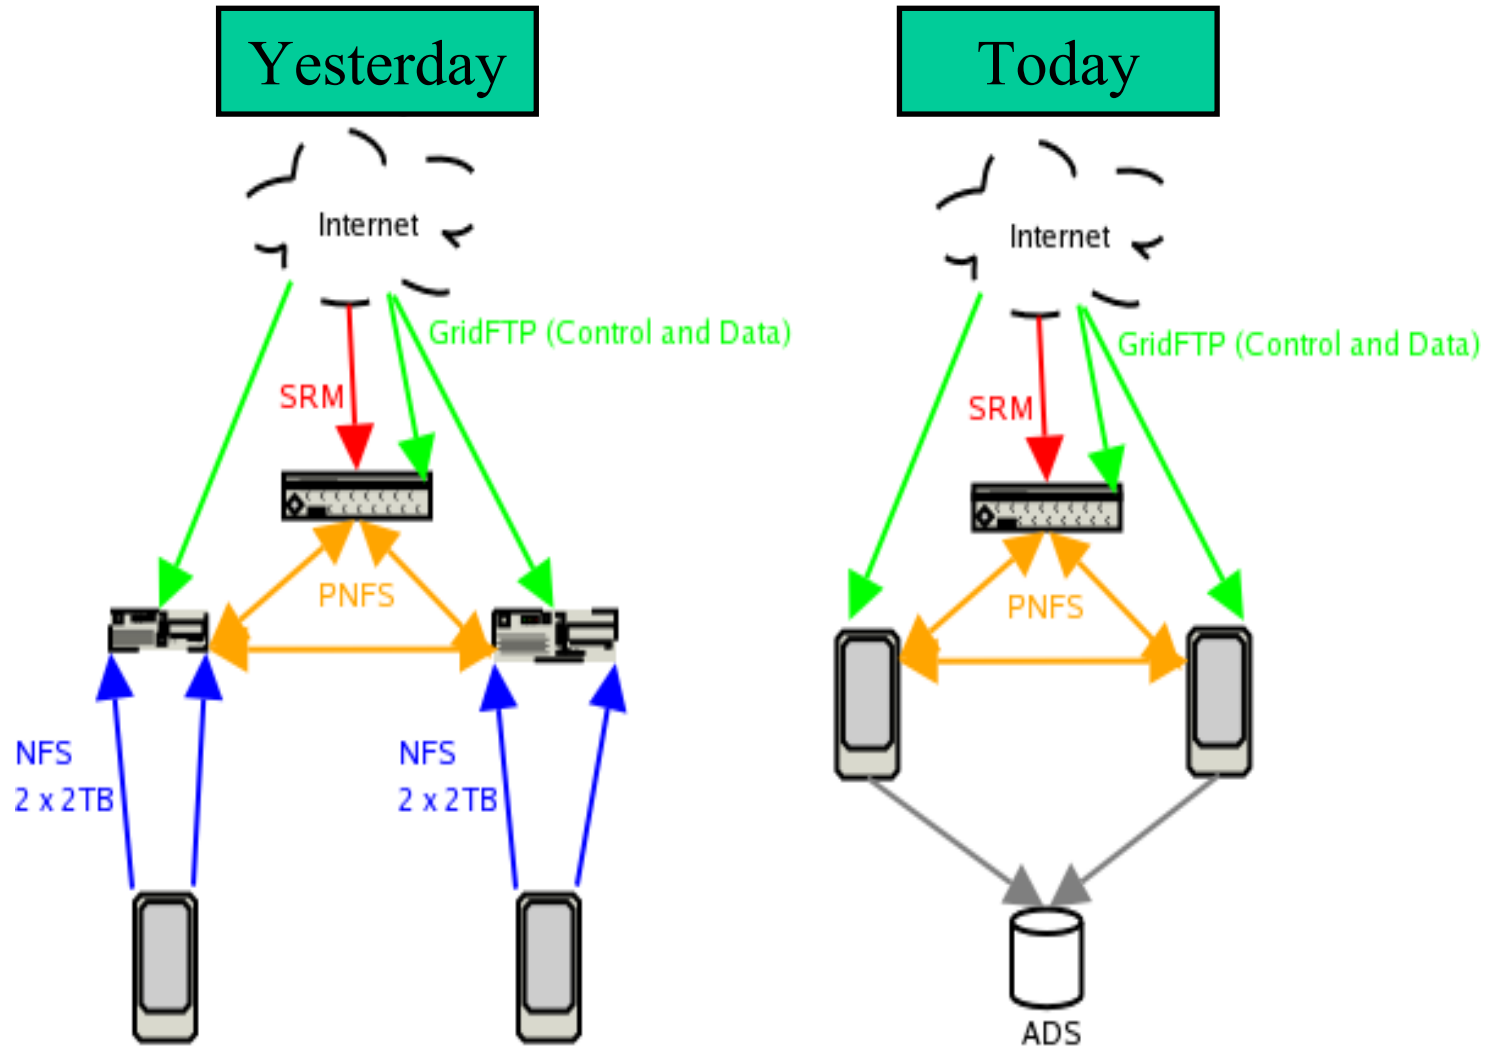 Yesterday
Internet
GridFTP (Control and Data)
SRM
PNFS
NFS
2 x 2TB
NFS
2 x 2TB
Today
Internet
GridFTP (Control and Data)
SRM
PNFS
ADS